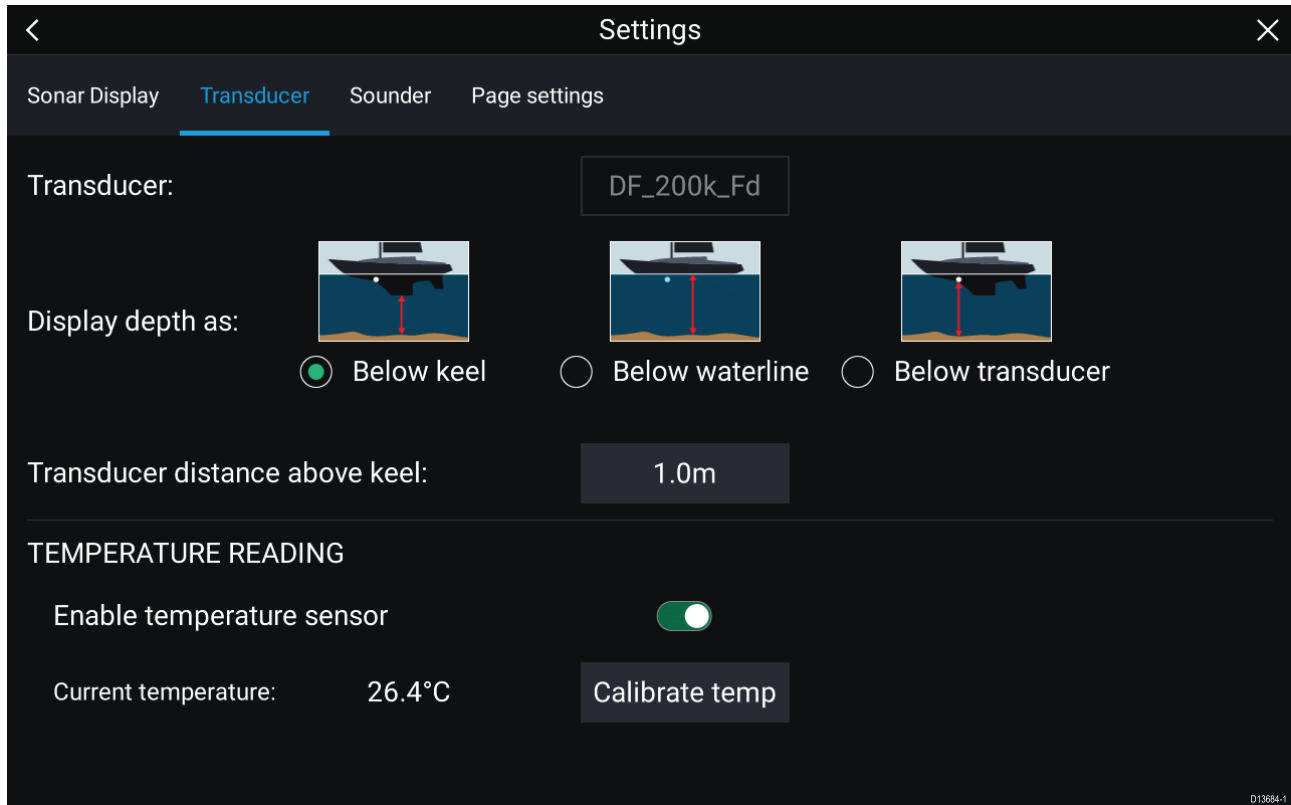 Settings
Sonar Display Transducer Sounder Page settings
Transducer: DF_200k_Fd
Display depth as:
Below keel Below waterline Below transducer
Transducer distance above keel: 1.0m
TEMPERATURE READING
Enable temperature sensor
Current temperature: 26.4°C Calibrate temp
D13684-1